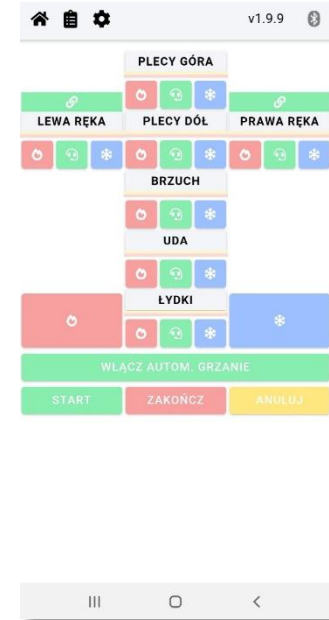 v1.9.9
PLECY GÓRA
LEWA RĘKA
PLECY DÓŁ
PRAWA RĘKA
BRZUCH
UDA
ŁYDKI
WŁĄCZ AUTOM. GRZANIE
START
ZAKOŃCZ
ANULUJ